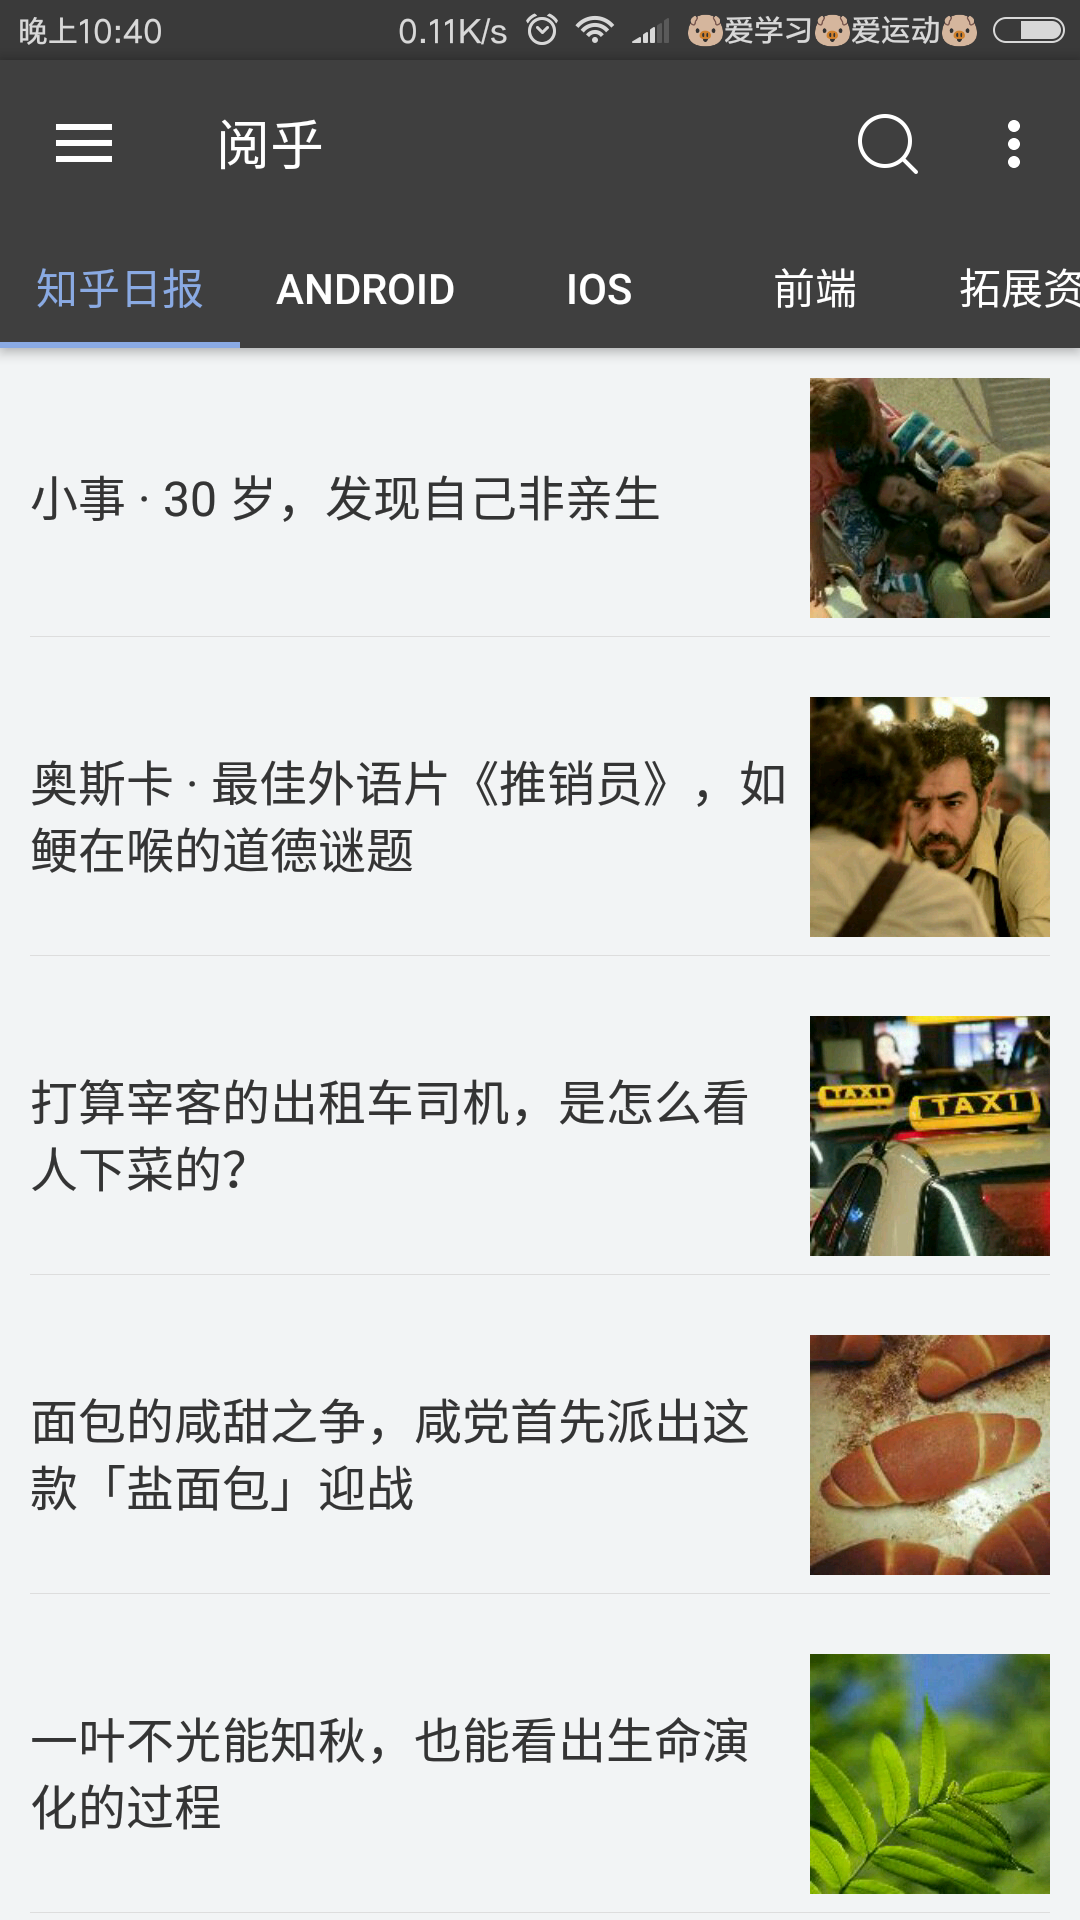 晚上10:40 0.11K/s 🐷爱学习🐷爱运动🐷
阅乎
知乎日报 ANDROID IOS 前端 拓展资
小事 · 30 岁，发现自己非亲生
奥斯卡 · 最佳外语片《推销员》，如
鲠在喉的道德谜题
打算宰客的出租车司机，是怎么看
人下菜的？
TAXI TAXI
面包的咸甜之争，咸党首先派出这
款「盐面包」迎战
一叶不光能知秋，也能看出生命演
化的过程